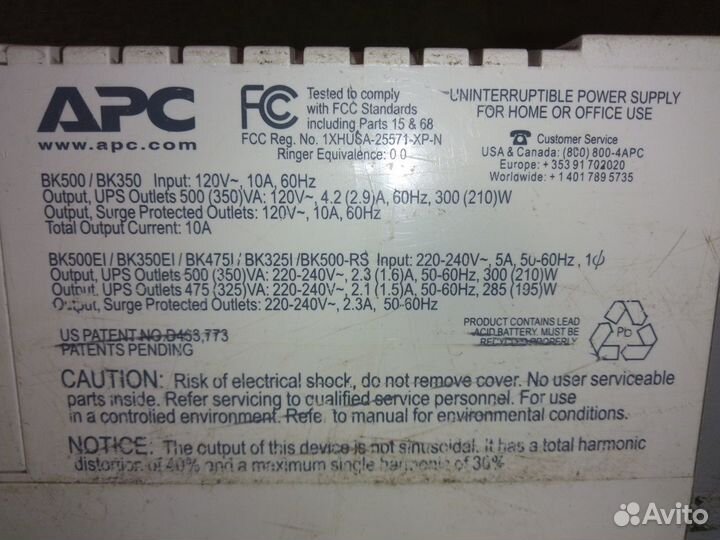 APC
www.apc.com
FC
Tested to comply
with FCC Standards
including Parts 15 & 68
FCC Reg. No. 1XHUSA-25571-XP-N
Ringer Equivalence: 0 0
UNINTERRUPTIBLE POWER SUPPLY
FOR HOME OR OFFICE USE
Customer Service
USA & Canada: (800) 800-4APC
Europe: +353 91 702020
Worldwide: +1 401 789 5735
BK500 / BK350 Input: 120V~, 10A, 60Hz
Output, UPS Outlets 500 (350)VA: 120V~, 4.2 (2.9)A, 60Hz, 300 (210)W
Output, Surge Protected Outlets: 120V~, 10A, 60Hz
Total Output Current: 10A
BK500EI / BK350EI / BK475I / BK325I /BK500-RS Input: 220-240V~, 5A, 50-60Hz , 1ϕ
Output, UPS Outlets 500 (350)VA: 220-240V~, 2.3 (1.6)A, 50-60Hz, 300 (210)W
Output, UPS Outlets 475 (325)VA: 220-240V~, 2.1 (1.5)A, 50-60Hz, 285 (195)W
Output, Surge Protected Outlets: 220-240V~, 2.3A, 50-60Hz
US PATENT NO.D463,773
PATENTS PENDING
PRODUCT CONTAINS LEAD
ACID BATTERY. MUST BE
RECYCLED PROPERLY
Pb
CAUTION: Risk of electrical shock, do not remove cover. No user serviceable
parts inside. Refer servicing to qualified service personnel. For use
in a controlled environment. Refe. to manual for environmental conditions.
NOTICE: The output of this device is not sinusoidal. It has a total harmonic
distortion of 40% and a maximum single harmonic of 30%
Avito